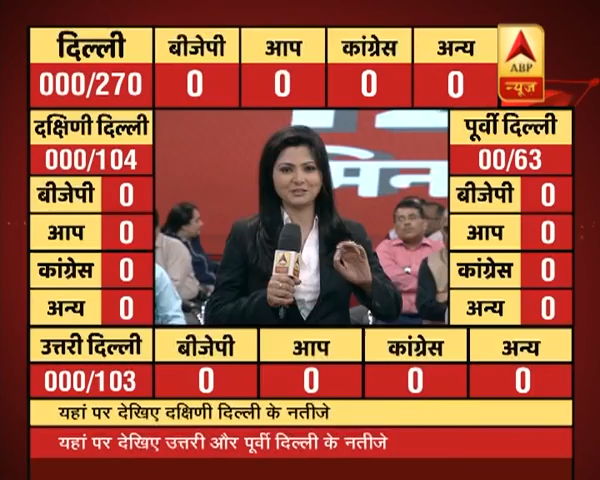 दिल्ली बीजेपी आप कांग्रेस अन्य
000/270 0 0 0 0
ABP
न्यूज़
दक्षिणी दिल्ली
000/104
बीजेपी 0
आप 0
कांग्रेस 0
अन्य 0
मिन
पूर्वी दिल्ली
00/63
बीजेपी 0
आप 0
कांग्रेस 0
अन्य 0
उत्तरी दिल्ली बीजेपी आप कांग्रेस अन्य
000/103 0 0 0 0
यहां पर देखिए दक्षिणी दिल्ली के नतीजे
यहां पर देखिए उत्तरी और पूर्वी दिल्ली के नतीजे